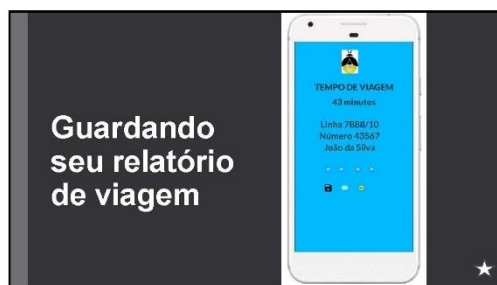 Guardando
seu relatório
de viagem
TEMPO DE VIAGEM
43 minutos
Linha 7888/10
Número 43567
João da Silva